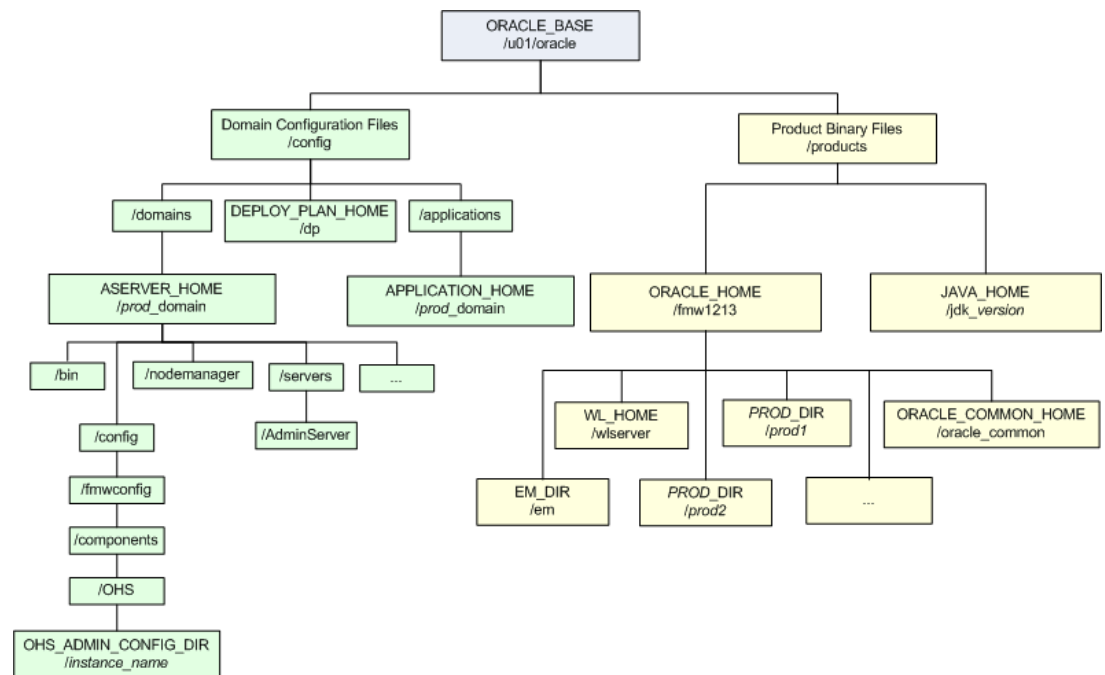 ORACLE_BASE
/u01/oracle
Domain Configuration Files
/config
Product Binary Files
/products
/domains
DEPLOY_PLAN_HOME
/dp
/applications
ASERVER_HOME
/prod_domain
APPLICATION_HOME
/prod_domain
ORACLE_HOME
/fmw1213
JAVA_HOME
/jdk_version
/bin
/nodemanager
/servers
...
/config
/AdminServer
WL_HOME
/wlserver
PROD_DIR
/prod1
ORACLE_COMMON_HOME
/oracle_common
/fmwconfig
EM_DIR
/em
PROD_DIR
/prod2
...
/components
/OHS
OHS_ADMIN_CONFIG_DIR
/instance_name